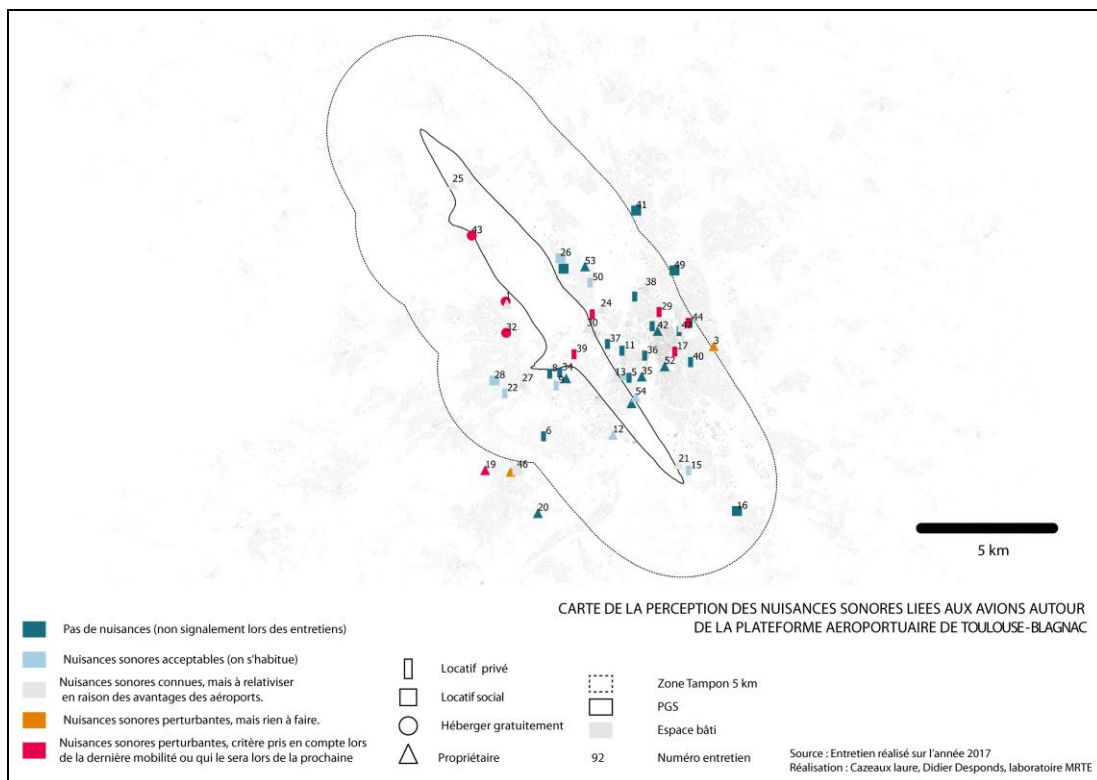 25
41
43
26
53
49
50
38
1
24
29
44
30
42
32
37
3
39
11
36
17
40
8
34
52
28
27
13
5
35
22
9
54
12
6
21
15
19
46
16
20
5 km
CARTE DE LA PERCEPTION DES NUISANCES SONORES LIEES AUX AVIONS AUTOUR
DE LA PLATEFORME AEROPORTUAIRE DE TOULOUSE-BLAGNAC
Pas de nuisances (non signalement lors des entretiens)
Nuisances sonores acceptables (on s'habitue)
Nuisances sonores connues, mais à relativiser
en raison des avantages des aéroports.
Nuisances sonores perturbantes, mais rien à faire.
Nuisances sonores perturbantes, critère pris en compte lors
de la dernière mobilité ou qui le sera lors de la prochaine
Locatif privé
Locatif social
Héberger gratuitement
Propriétaire
Zone Tampon 5 km
PGS
Espace bâti
92 Numéro entretien
Source : Entretien réalisé sur l'année 2017
Réalisation : Cazeaux laure, Didier Desponds, laboratoire MRTE